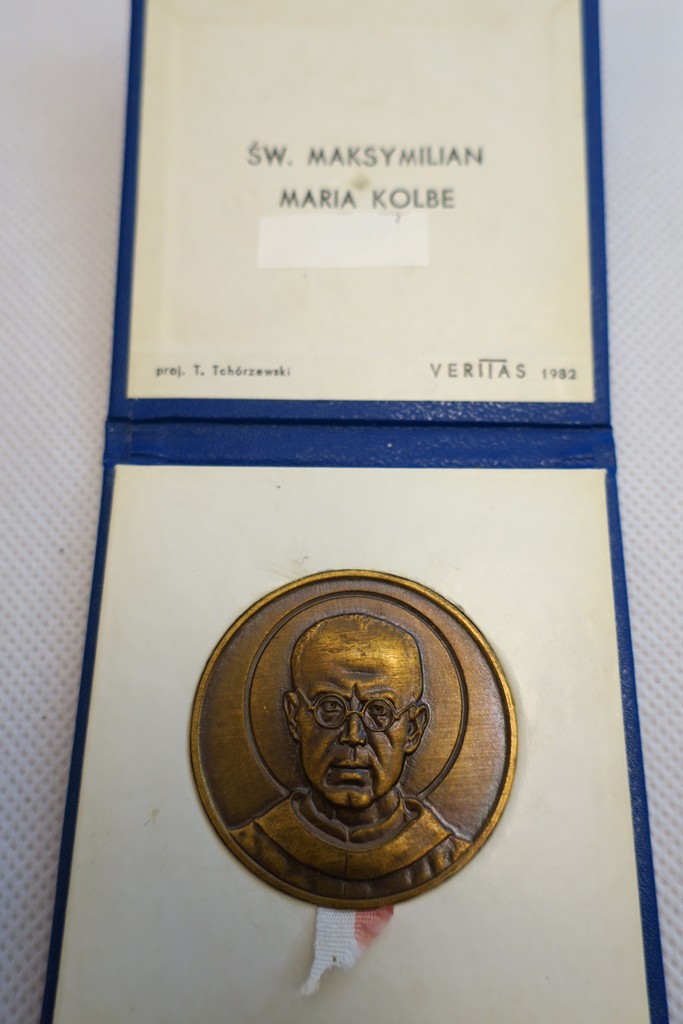 ŚW. MAKSYMILIAN
MARIA KOLBE
proj. T. Tchórzewski
VERITAS 1982